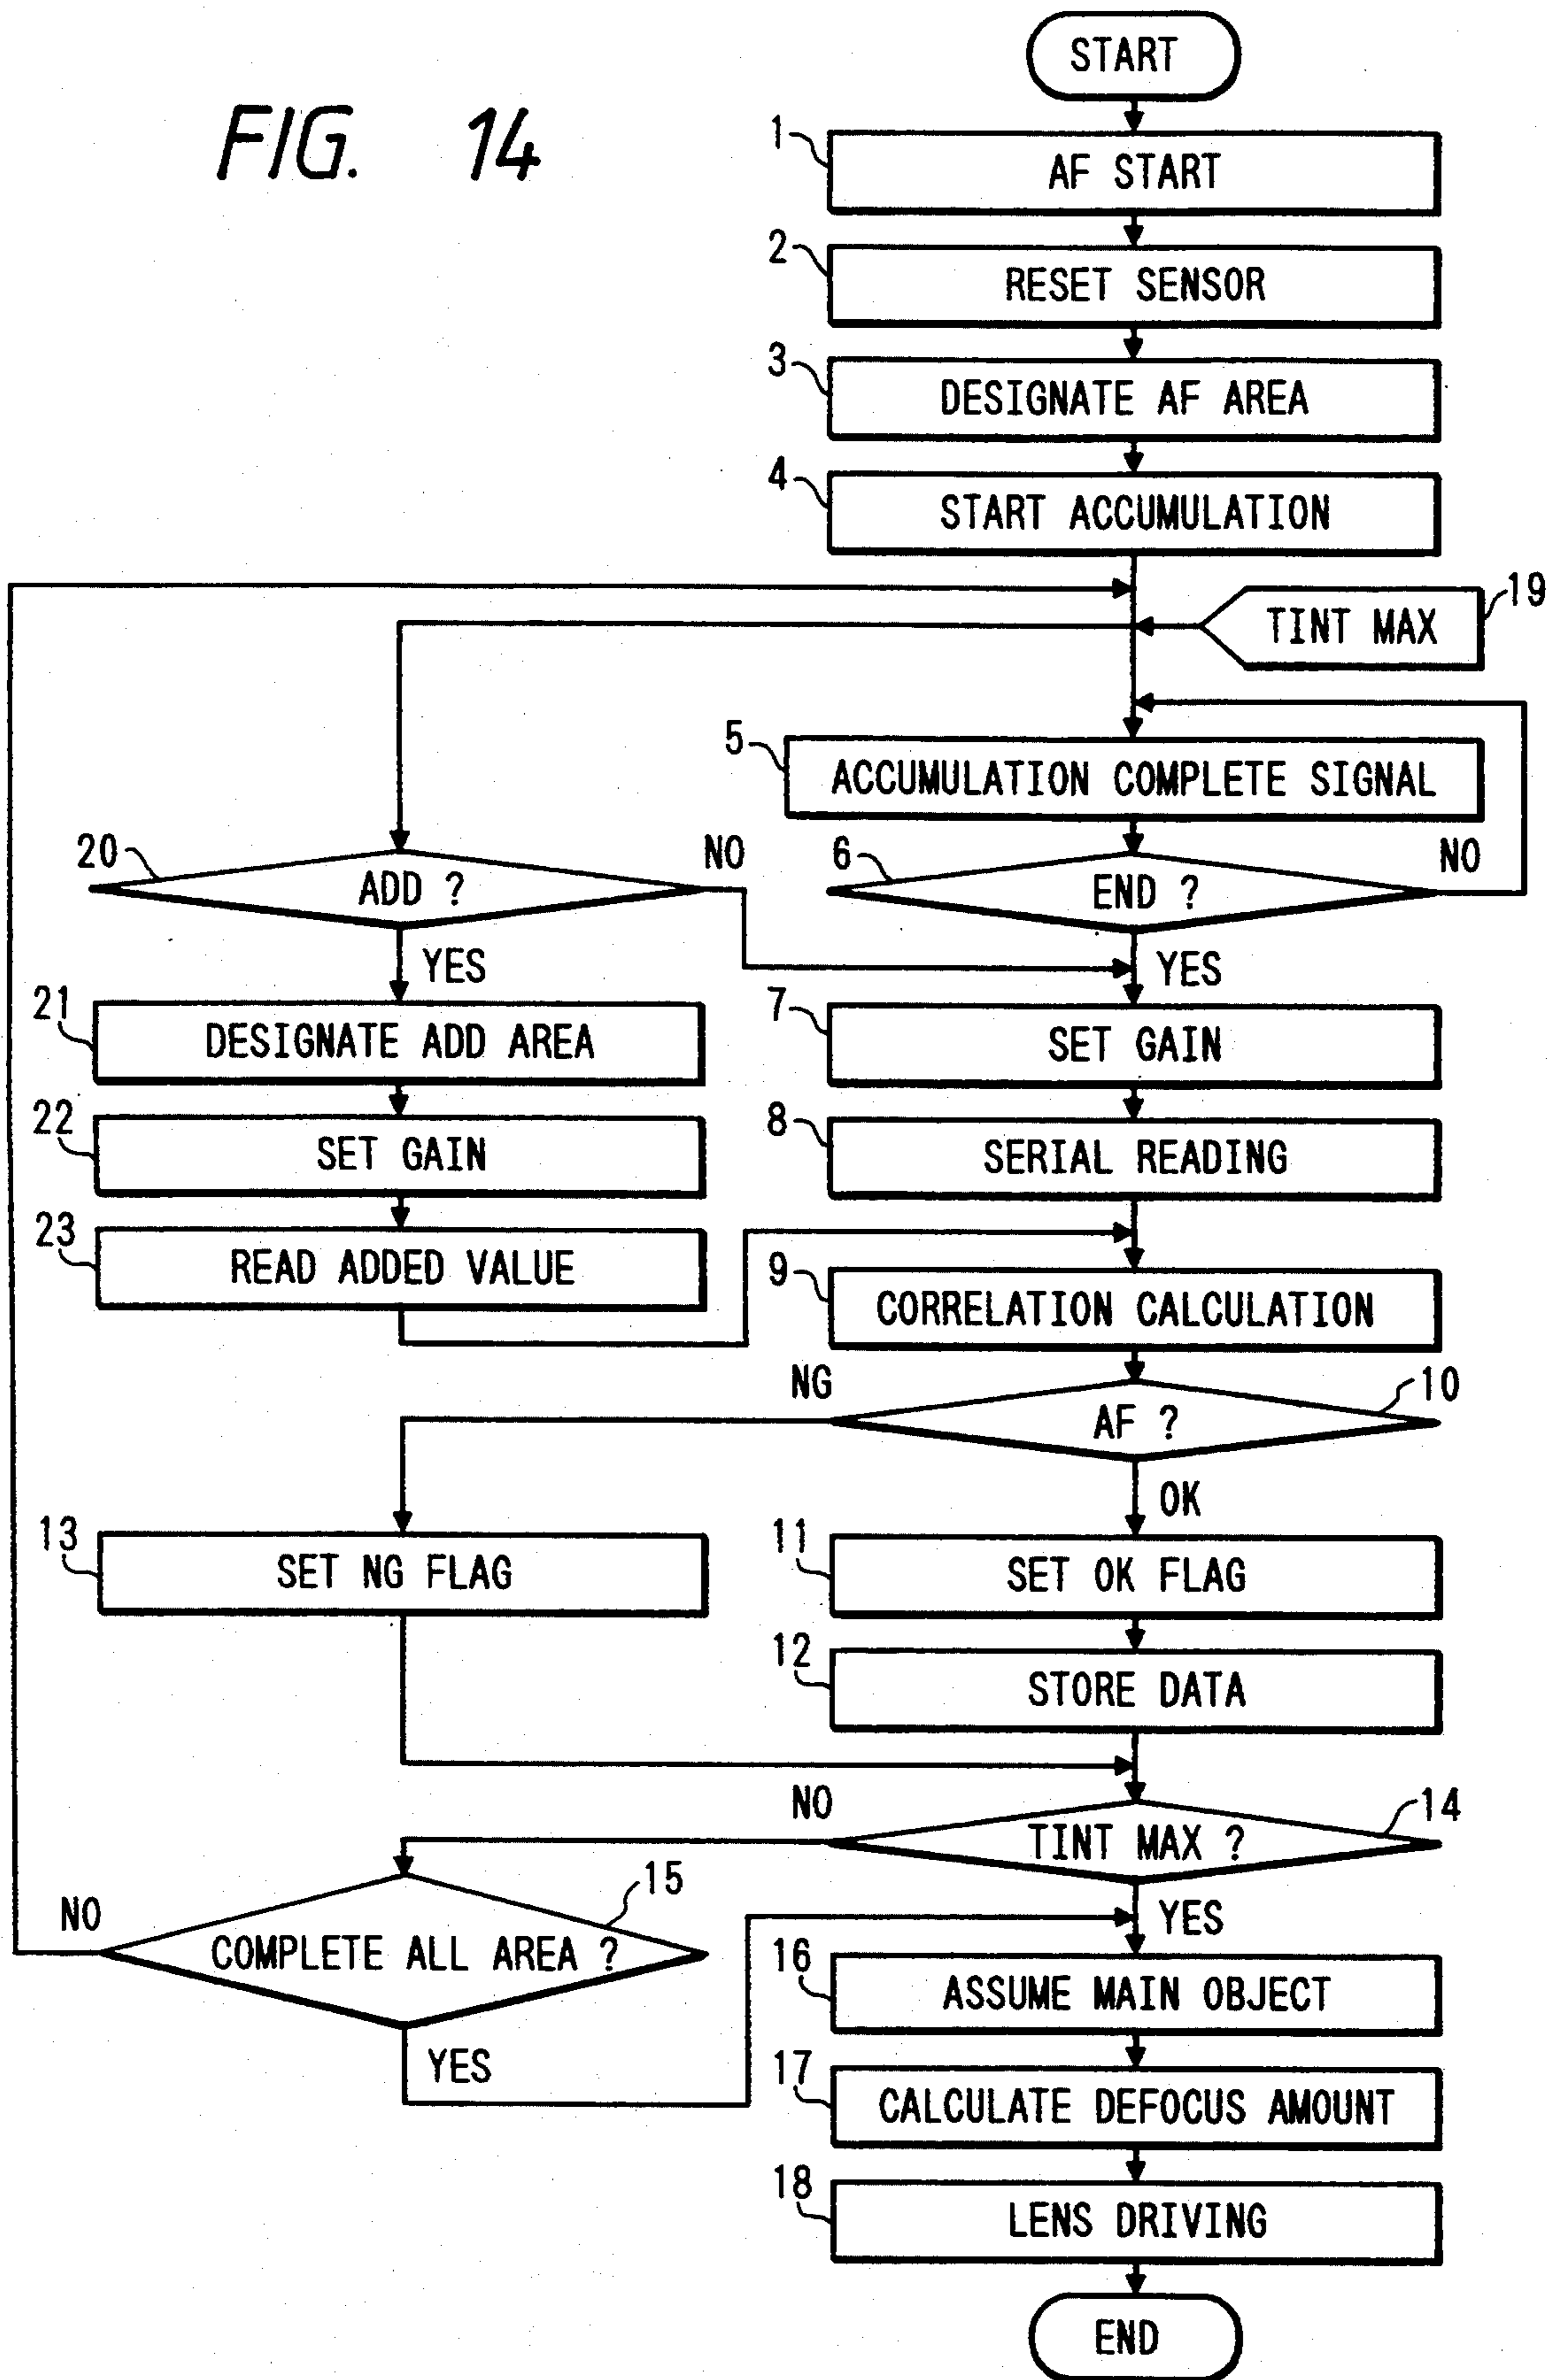 FIG. 14
START
1
AF START
2
RESET SENSOR
3
DESIGNATE AF AREA
4
START ACCUMULATION
19
TINT MAX
5
ACCUMULATION COMPLETE SIGNAL
20
ADD ?
NO
6
END ?
NO
YES
YES
21
DESIGNATE ADD AREA
7
SET GAIN
22
SET GAIN
8
SERIAL READING
23
READ ADDED VALUE
9
CORRELATION CALCULATION
NG
10
AF ?
OK
13
SET NG FLAG
11
SET OK FLAG
12
STORE DATA
NO
14
TINT MAX ?
YES
NO
15
COMPLETE ALL AREA ?
YES
16
ASSUME MAIN OBJECT
17
CALCULATE DEFOCUS AMOUNT
18
LENS DRIVING
END